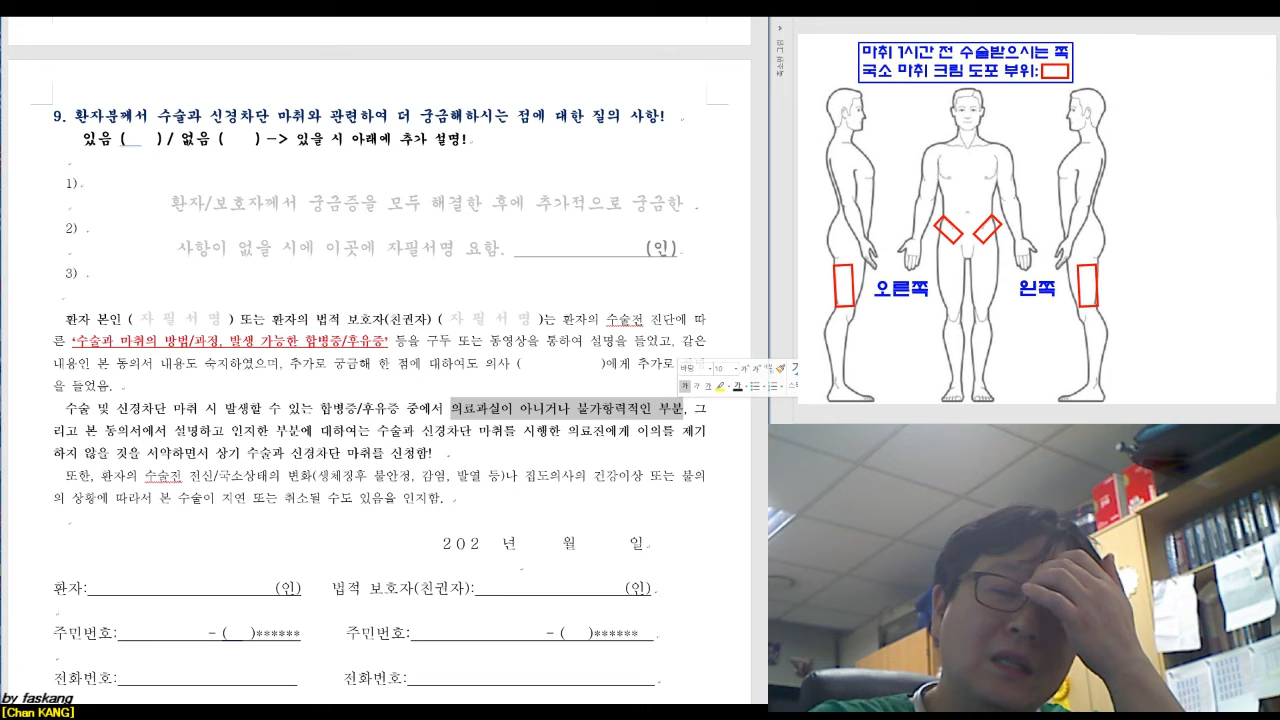 9. 환자분께서 수술과 신경차단 마취와 관련하여 더 궁금해하시는 점에 대한 질의 사항!
있음 (    ) / 없음 (    ) -> 있을 시 아래에 추가 설명!
1)
환자/보호자께서 궁금증을 모두 해결한 후에 추가적으로 궁금한
2)
사항이 없을 시에 이곳에 자필서명 요함. ____________ (인)
3)
환자 본인 ( 자 필 서 명 ) 또는 환자의 법적 보호자(친권자) ( 자 필 서 명 )는 환자의 수술전 진단에 따
른 '수술과 마취의 방법/과정, 발생 가능한 합병증/후유증' 등을 구두 또는 동영상을 통하여 설명을 들었고, 같은
내용인 본 동의서 내용도 숙지하였으며, 추가로 궁금해 한 점에 대하여도 의사 (            )에게 추가로
을 들었음.
수술 및 신경차단 마취 시 발생할 수 있는 합병증/후유증 중에서 의료과실이 아니거나 불가항력적인 부분, 그
리고 본 동의서에서 설명하고 인지한 부분에 대하여는 수술과 신경차단 마취를 시행한 의료진에게 이의를 제기
하지 않을 것을 서약하면서 상기 수술과 신경차단 마취를 신청함!
또한, 환자의 수술전 전신/국소상태의 변화(생체징후 불안정, 감염, 발열 등)나 집도의사의 건강이상 또는 불의
의 상황에 따라서 본 수술이 지연 또는 취소될 수도 있음을 인지함.
202   년     월     일
환자:____________(인)   법적 보호자(친권자):____________(인)
주민번호:________ - (   )******   주민번호:________ - (   )******
전화번호:____________   전화번호:____________
바탕 10
가 가 가 가
마취 1시간 전 수술받으시는 쪽
국소 마취 크림 도포 부위:
오른쪽 왼쪽
by faskang
[Chan KANG]